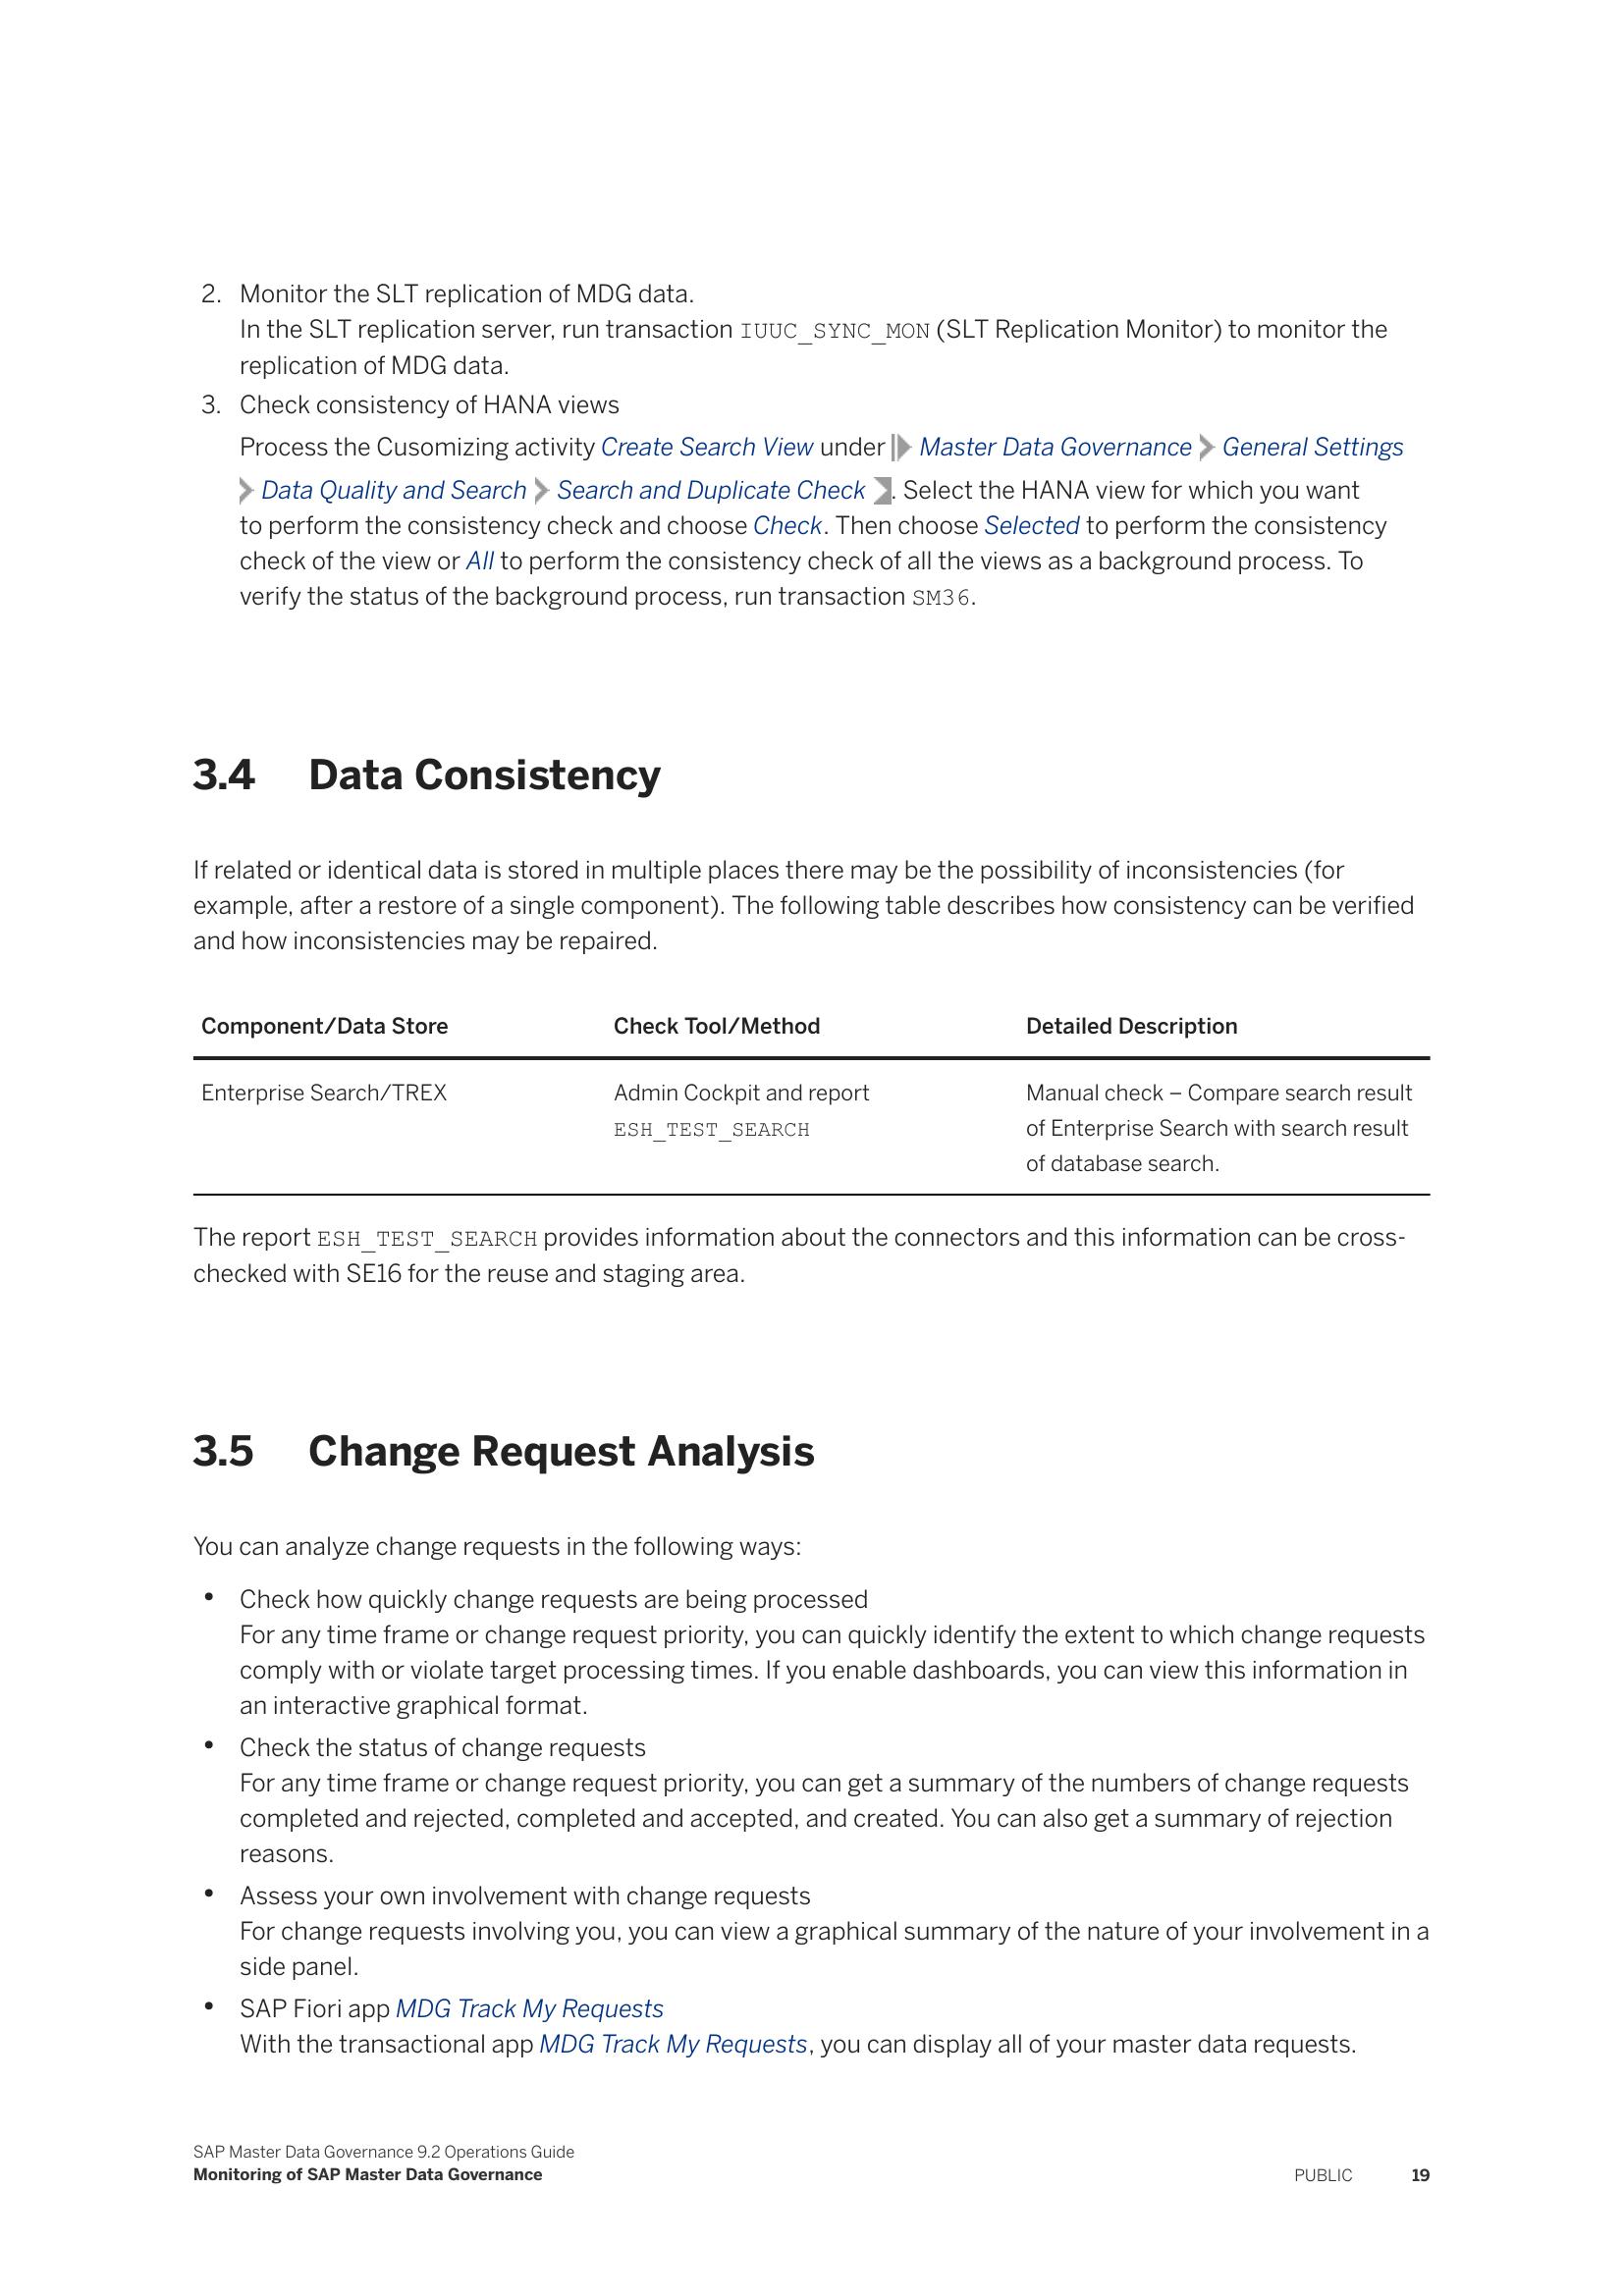 2. Monitor the SLT replication of MDG data.
In the SLT replication server, run transaction IUUC_SYNC_MON (SLT Replication Monitor) to monitor the
replication of MDG data.
3. Check consistency of HANA views
Process the Cusomizing activity Create Search View under Master Data Governance General Settings
Data Quality and Search Search and Duplicate Check . Select the HANA view for which you want
to perform the consistency check and choose Check. Then choose Selected to perform the consistency
check of the view or All to perform the consistency check of all the views as a background process. To
verify the status of the background process, run transaction SM36.
3.4 Data Consistency
If related or identical data is stored in multiple places there may be the possibility of inconsistencies (for
example, after a restore of a single component). The following table describes how consistency can be verified
and how inconsistencies may be repaired.
Component/Data Store Check Tool/Method Detailed Description
Enterprise Search/TREX Admin Cockpit and report Manual check – Compare search result
ESH_TEST_SEARCH of Enterprise Search with search result
of database search.
The report ESH_TEST_SEARCH provides information about the connectors and this information can be cross-
checked with SE16 for the reuse and staging area.
3.5 Change Request Analysis
You can analyze change requests in the following ways:
• Check how quickly change requests are being processed
For any time frame or change request priority, you can quickly identify the extent to which change requests
comply with or violate target processing times. If you enable dashboards, you can view this information in
an interactive graphical format.
• Check the status of change requests
For any time frame or change request priority, you can get a summary of the numbers of change requests
completed and rejected, completed and accepted, and created. You can also get a summary of rejection
reasons.
• Assess your own involvement with change requests
For change requests involving you, you can view a graphical summary of the nature of your involvement in a
side panel.
• SAP Fiori app MDG Track My Requests
With the transactional app MDG Track My Requests, you can display all of your master data requests.
SAP Master Data Governance 9.2 Operations Guide
Monitoring of SAP Master Data Governance PUBLIC 19